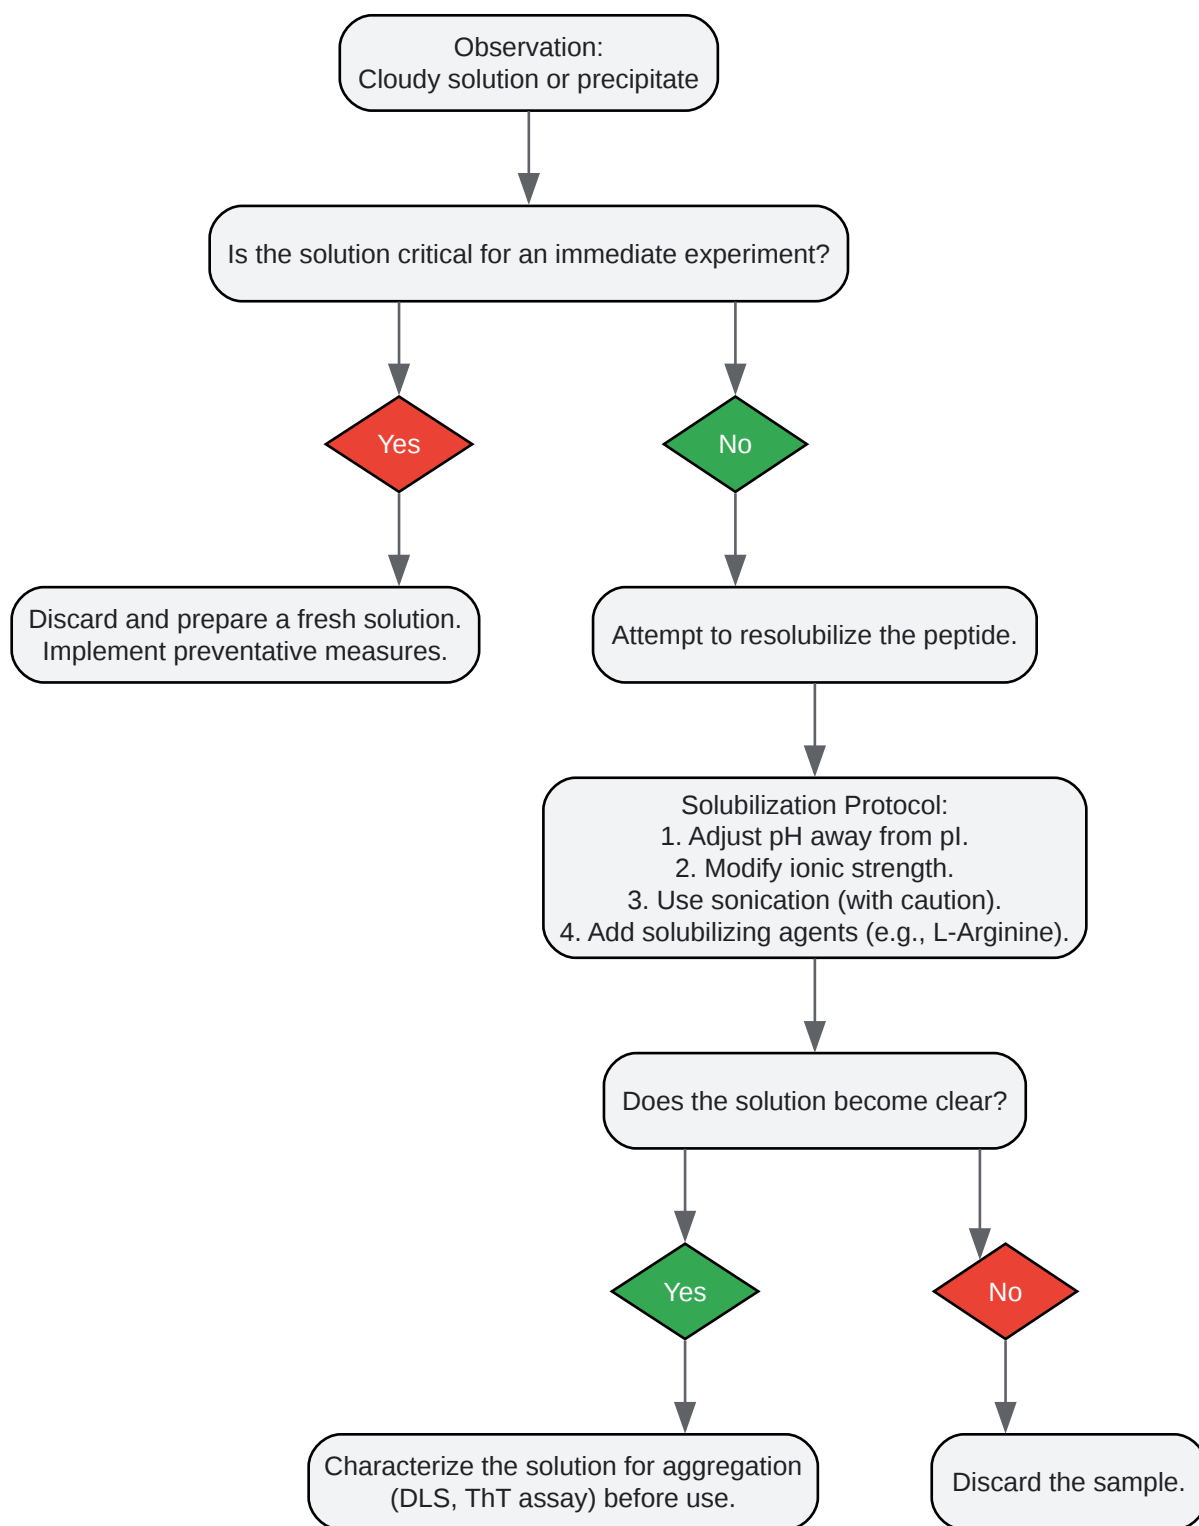 Observation:
Cloudy solution or precipitate
Is the solution critical for an immediate experiment?
Yes
No
Discard and prepare a fresh solution.
Implement preventative measures.
Attempt to resolubilize the peptide.
Solubilization Protocol:
1. Adjust pH away from pI.
2. Modify ionic strength.
3. Use sonication (with caution).
4. Add solubilizing agents (e.g., L-Arginine).
Does the solution become clear?
Yes
No
Characterize the solution for aggregation
(DLS, ThT assay) before use.
Discard the sample.